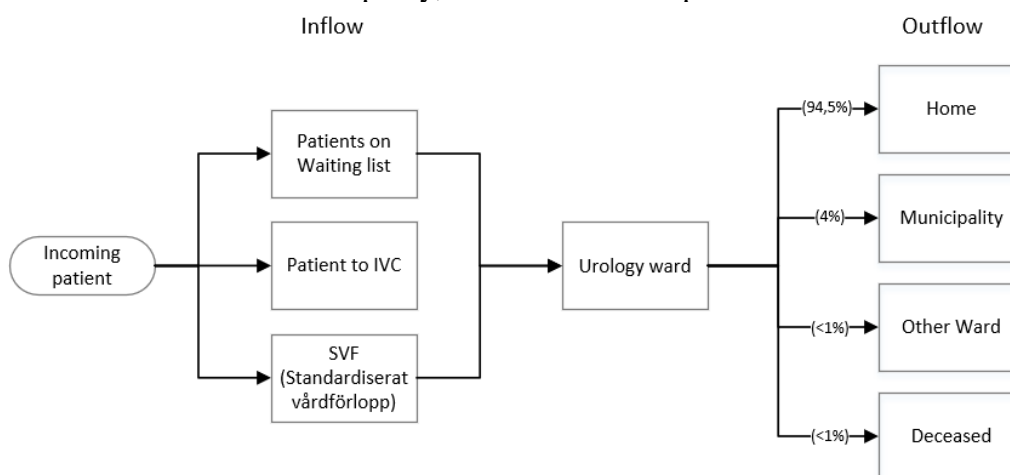 Inflow
Outflow
Incoming
patient
Patients on
Waiting list
Patient to IVC
SVF
(Standardiserat
vårdförlopp)
Urology ward
(94,5%)
Home
(4%)
Municipality
(<1%)
Other Ward
(<1%)
Deceased